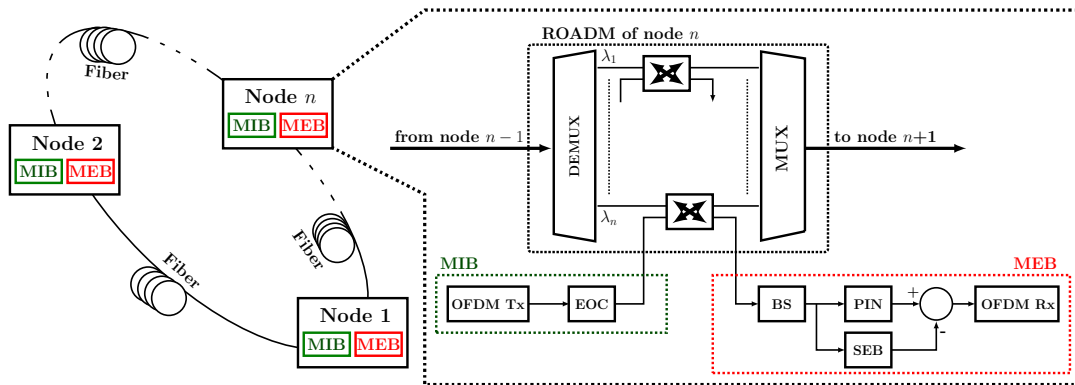 Fiber
Node n
MIB MEB
Node 2
MIB MEB
Fiber
Fiber
Node 1
MIB MEB
ROADM of node n
λ1
from node n − 1
DEMUX
MUX
to node n+1
λn
MIB
OFDM Tx
EOC
MEB
BS
PIN
+
-
OFDM Rx
SEB